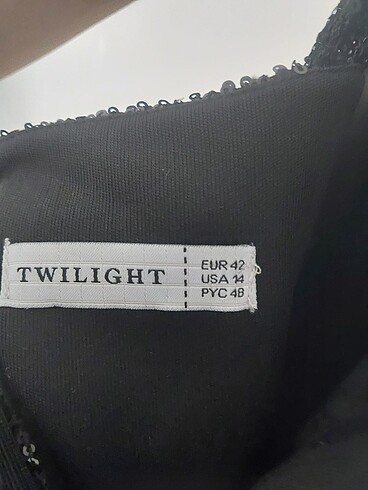 TWILIGHT
EUR 42
USA 14
PYC 48